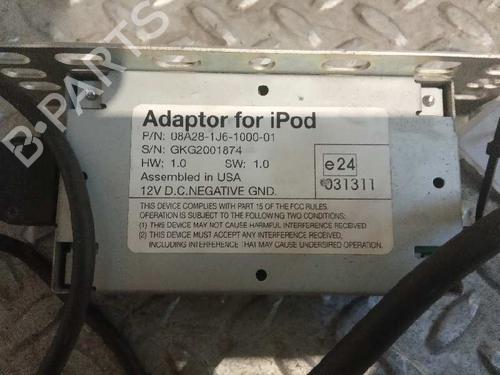 B-PARTS
Adaptor for iPod
P/N: 08A28-1J6-1000-01
S/N: GKG2001874
HW: 1.0 SW: 1.0
Assembled in USA
12V D.C.NEGATIVE GND.
e24
031311
THIS DEVICE COMPLIES WITH PART 15 OF THE FCC RULES.
OPERATION IS SUBJECT TO THE FOLLOWING TWO CONDITIONS:
(1) THIS DEVICE MAY NOT CAUSE HARMFUL INTERFERENCE
(2) THIS DEVICE MUST ACCEPT ANY INTERFERENCE RECEIVED,
INCLUDING INTERFERENCE THAT MAY CAUSE UNDERSIRED OPERATION.